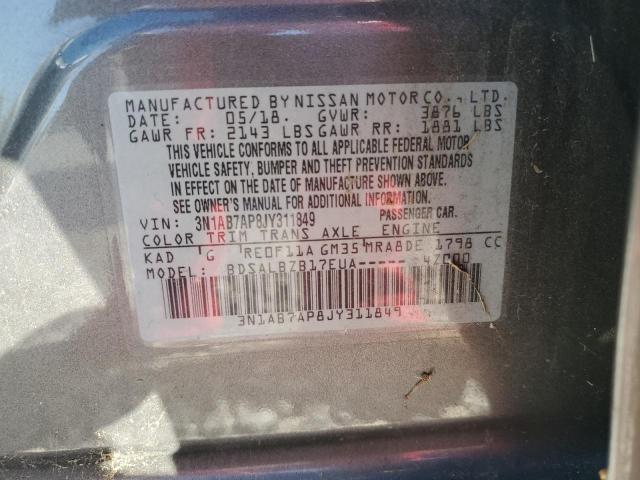 MANUFACTURED BY NISSAN MOTOR CO., LTD.
DATE: 05/18. GVWR: 3876 LBS
GAWR FR: 2143 LBS GAWR RR: 1881 LBS
THIS VEHICLE CONFORMS TO ALL APPLICABLE FEDERAL MOTOR
VEHICLE SAFETY, BUMPER AND THEFT PREVENTION STANDARDS
IN EFFECT ON THE DATE OF MANUFACTURE SHOWN ABOVE.
SEE OWNER'S MANUAL FOR ADDITIONAL INFORMATION.
VIN: 3N1AB7AP8JY311849 PASSENGER CAR.
COLOR TRIM TRANS AXLE ENGINE
KAD G RE0F11A GM35 MRA8DE 1798 CC
MODEL: BDSALBZB17EUA----- 4Z000
3N1AB7AP8JY311849